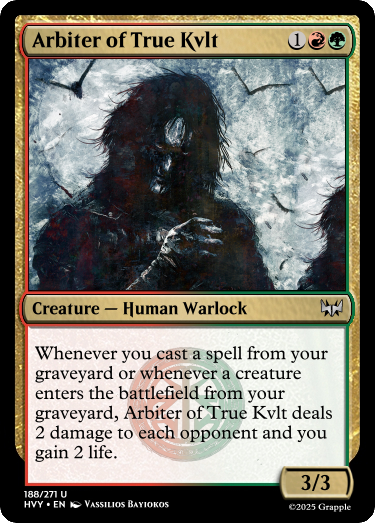 Arbiter of True Kvlt 1
Creature — Human Warlock
Whenever you cast a spell from your
graveyard or whenever a creature
enters the battlefield from your
graveyard, Arbiter of True Kvlt deals
2 damage to each opponent and you
gain 2 life.
3/3
188/271 U
HVY • EN Vassilios Bayiokos
©2025 Grapple